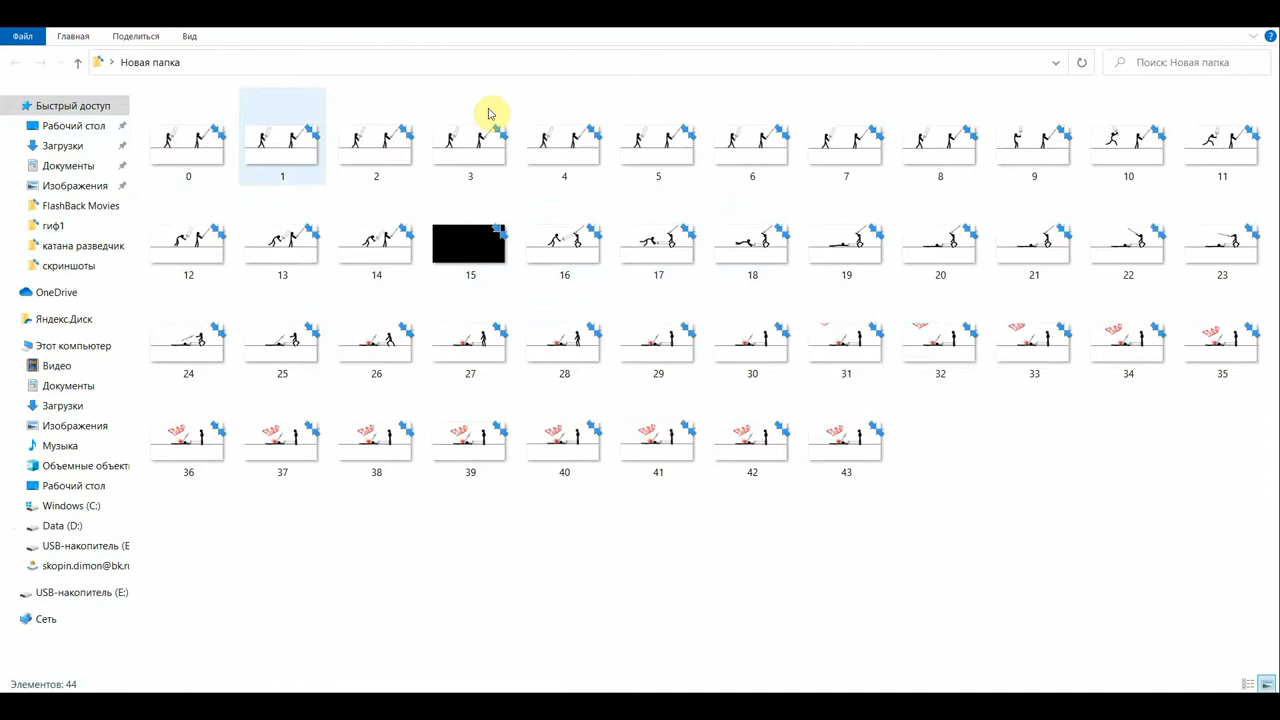 Файл Главная Поделиться Вид
Новая папка
Поиск: Новая папка
Быстрый доступ
Рабочий стол
Загрузки
Документы
Изображения
FlashBack Movies
гиф1
катана разведчик
скриншоты
OneDrive
Яндекс.Диск
Этот компьютер
Видео
Документы
Загрузки
Изображения
Музыка
Объемные объект
Рабочий стол
Windows (C:)
Data (D:)
USB-накопитель (E
skopin.dimon@bk.ru
USB-накопитель (E:)
Сеть
0 1 2 3 4 5 6 7 8 9 10 11
12 13 14 15 16 17 18 19 20 21 22 23
24 25 26 27 28 29 30 31 32 33 34 35
36 37 38 39 40 41 42 43
Элементов: 44